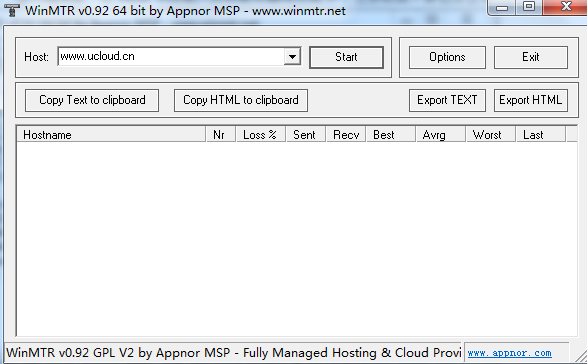 WinMTR v0.92 64 bit by Appnor MSP - www.winmtr.net
Host: www.ucloud.cn Start Options Exit
Copy Text to clipboard Copy HTML to clipboard Export TEXT Export HTML
Hostname Nr Loss % Sent Recv Best Avrg Worst Last
WinMTR v0.92 GPL V2 by Appnor MSP - Fully Managed Hosting & Cloud Provi www.appnor.com